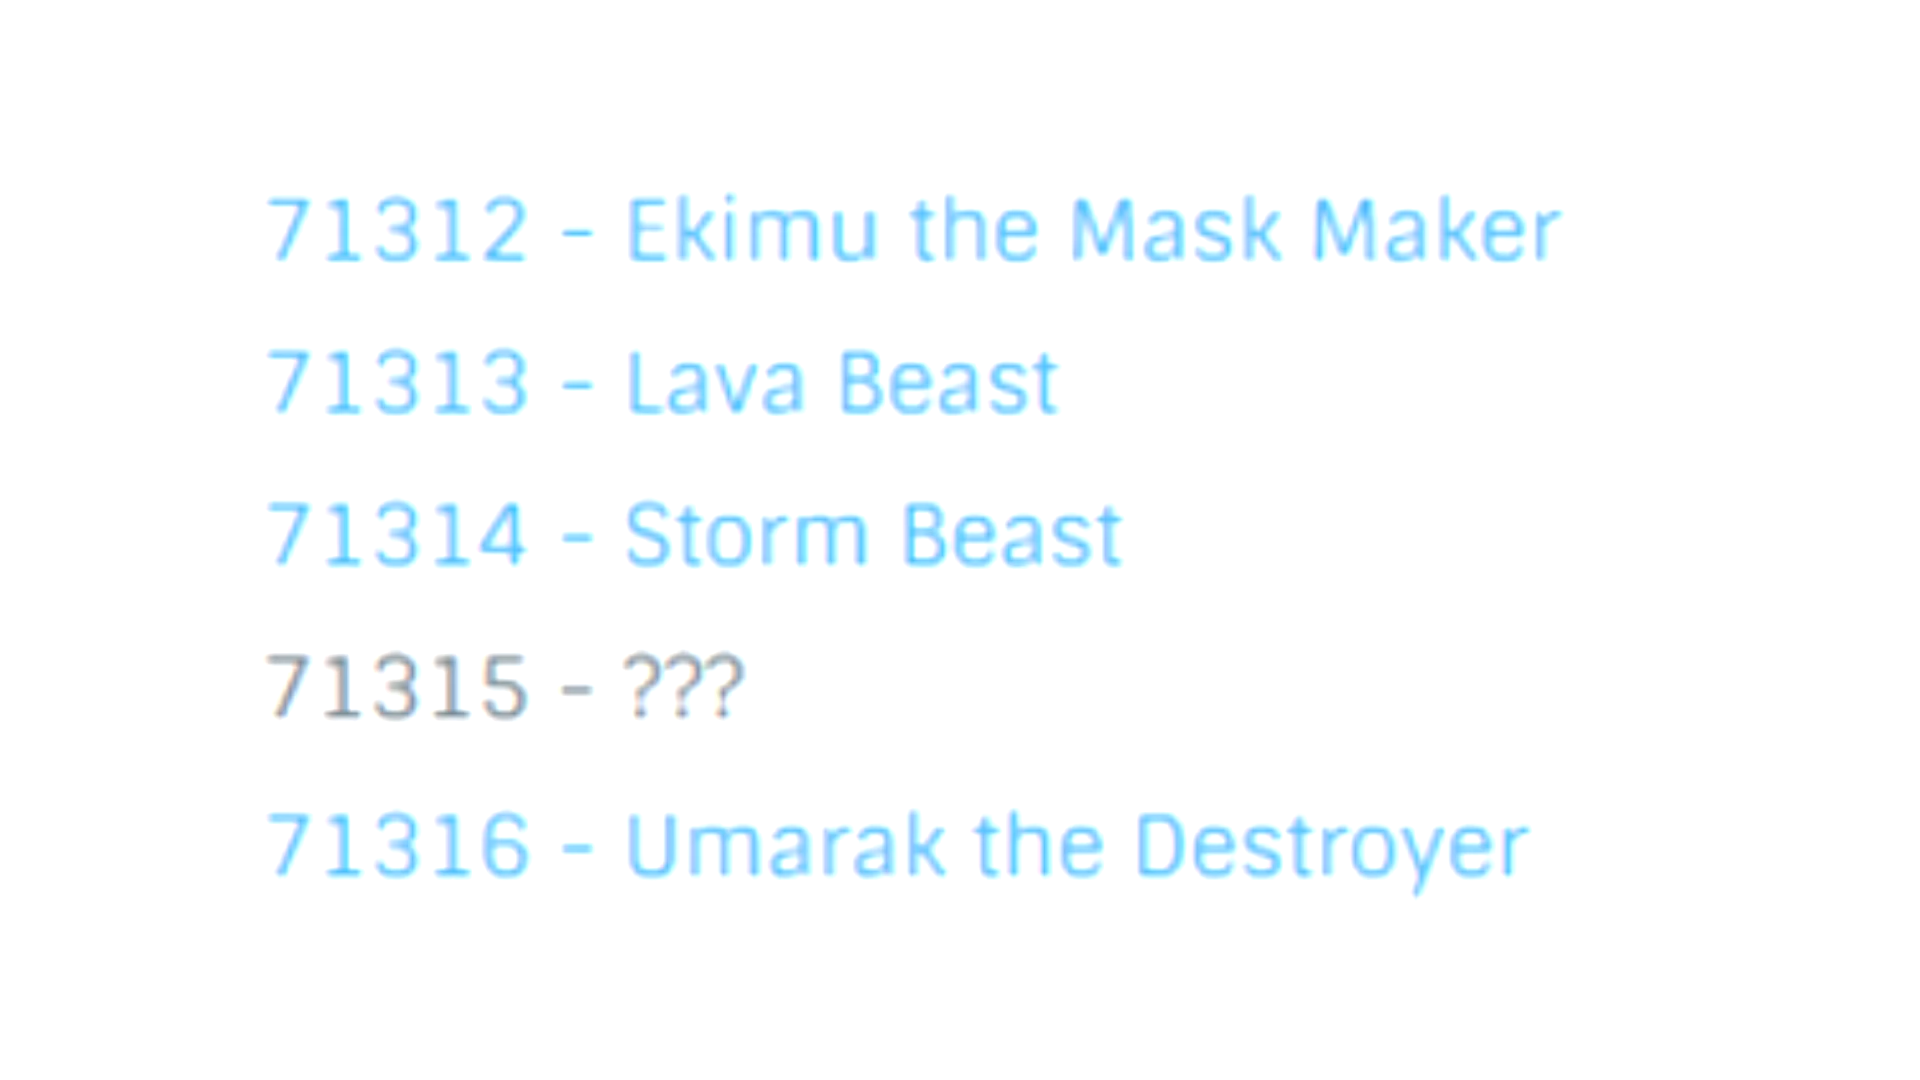 71312 - Ekimu the Mask Maker
71313 - Lava Beast
71314 - Storm Beast
71315 - ???
71316 - Umarak the Destroyer